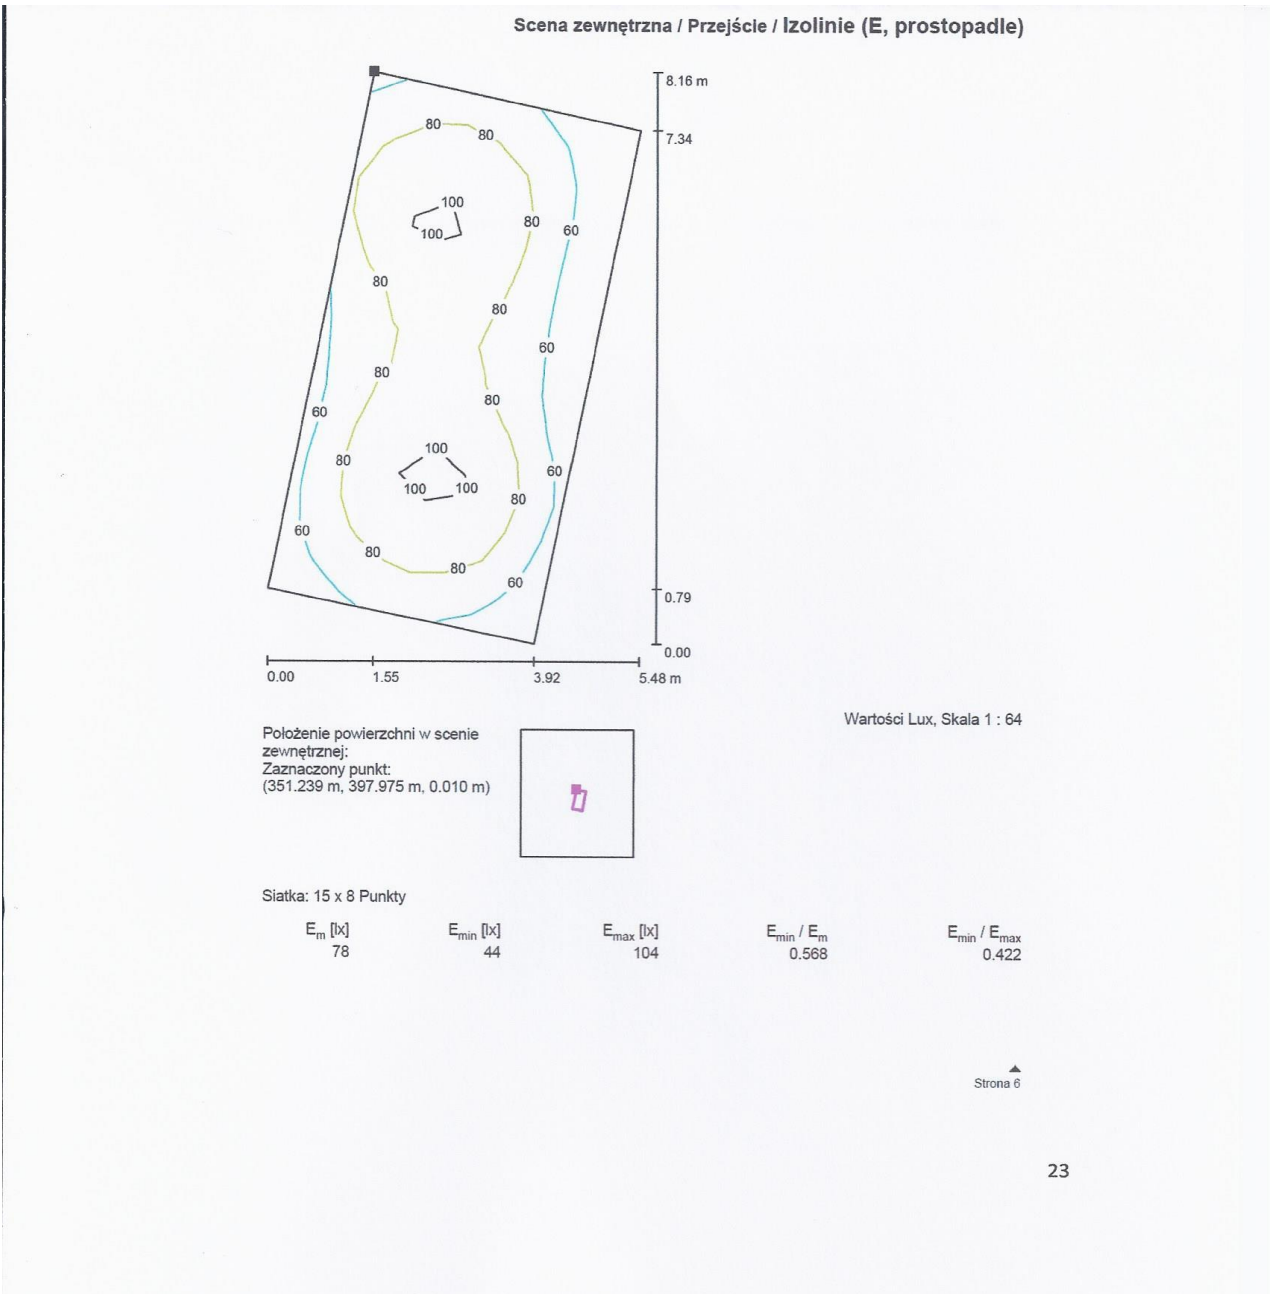 Scena zewnętrzna / Przejście / Izolinie (E, prostopadle)
8.16 m
80
80
7.34
100
100
80
60
80
80
60
80
80
60
100
80
60
100
100
80
60
80
80
60
0.79
0.00
0.00
1.55
3.92
5.48 m
Wartości Lux, Skala 1 : 64
Położenie powierzchni w scenie
zewnętrznej:
Zaznaczony punkt:
(351.239 m, 397.975 m, 0.010 m)
Siatka: 15 x 8 Punkty
Em [lx] Emin [lx] Emax [lx] Emin / Em Emin / Emax
78 44 104 0.568 0.422
Strona 6
23